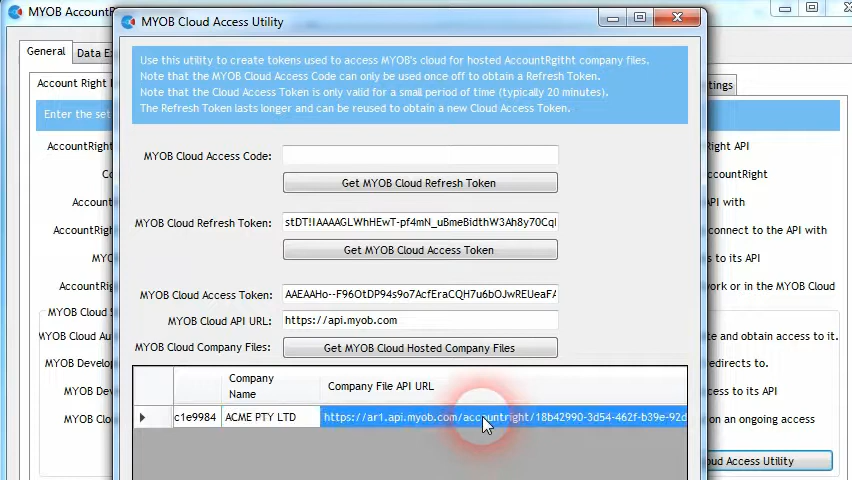 MYOB AccountR
MYOB Cloud Access Utility
General
Data Ex
ttings
Account Right
Enter the set
Use this utility to create tokens used to access MYOB's cloud for hosted AccountRgitht company files.
Note that the MYOB Cloud Access Code can only be used once off to obtain a Refresh Token.
Note that the Cloud Access Token is only valid for a small period of time (typically 20 minutes).
The Refresh Token lasts longer and can be reused to obtain a new Cloud Access Token.
AccountRight
Right API
MYOB Cloud Access Code:
Co
ccountRight
Get MYOB Cloud Refresh Token
Accoun
API with
MYOB Cloud Refresh Token:
stDT!IAAAAGLWhHEwT-pf4mN_uBmeBidthW3Ah8y70Cql
AccountRig
connect to the API with
Get MYOB Cloud Access Token
MYO
s to its API
AccountRig
work or in the MYOB Cloud
MYOB Cloud Access Token:
AAEAAHo--F96OtDP94s9o7AcfEraCQH7u6bOJwREUeaFA
MYOB Cloud S
MYOB Cloud API URL:
https://api.myob.com
MYOB Cloud Au
te and obtain access to it.
MYOB Cloud Company Files:
Get MYOB Cloud Hosted Company Files
MYOB Develop
directs to.
Company
Name
Company File API URL
MYOB Dev
ccess to its API
c1e9984
ACME PTY LTD
https://ar1.api.myob.com/accountright/18b42990-3d54-462f-b39e-92d
MYOB Clo
on an ongoing access
oud Access Utility